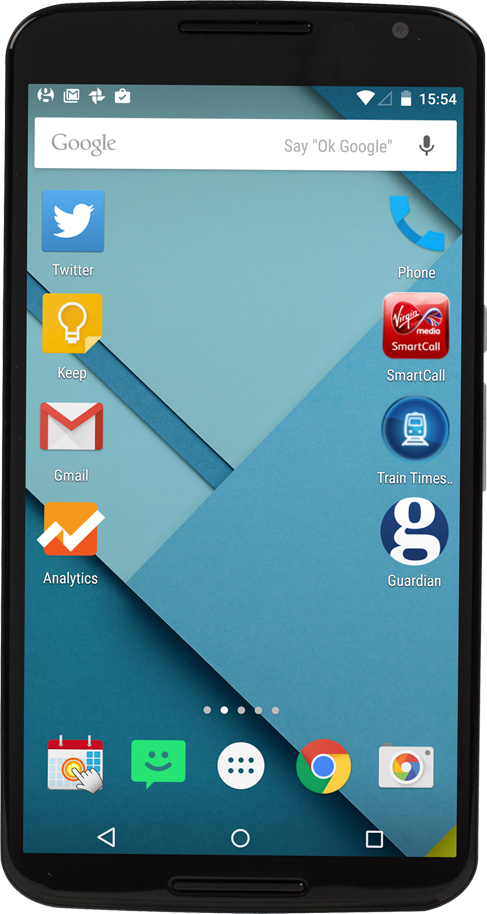 15:54
Google Say "Ok Google"
Twitter
Phone
Keep
Virgin
media
SmartCall
SmartCall
Gmail
Train Times..
Analytics
g
Guardian